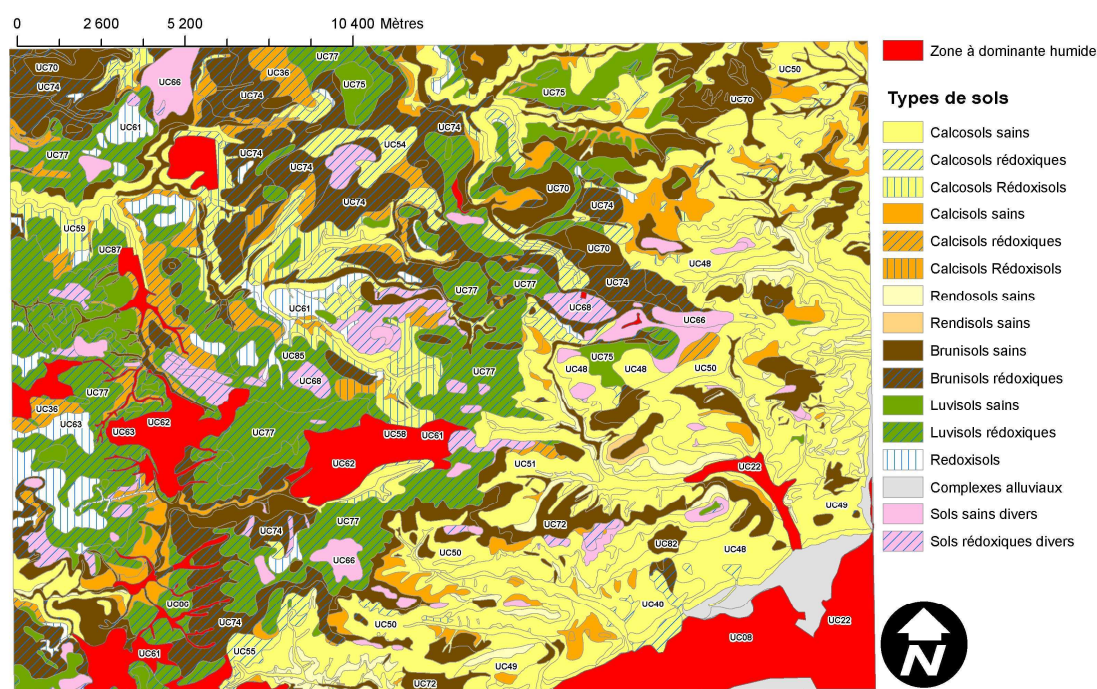 0 2 600 5 200 10 400 Mètres
Zone à dominante humide
Types de sols
Calcosols sains
Calcosols rédoxiques
Calcosols Rédoxisols
Calcisols sains
Calcisols rédoxiques
Calcisols Rédoxisols
Rendosols sains
Rendisols sains
Brunisols sains
Brunisols rédoxiques
Luvisols sains
Luvisols rédoxiques
Redoxisols
Complexes alluviaux
Sols sains divers
Sols rédoxiques divers
N
UC77
UC70
UC36
UC50
UC66
UC75
UC74
UC74
UC75
UC70
UC61
UC74
UC54
UC77
UC74
UC74
UC70
UC74
UC74
UC59
UC87
UC70
UC48
UC77
UC77
UC74
UC61
UC68
UC66
UC85
UC75
UC48
UC48
UC50
UC68
UC77
UC77
UC36
UC63
UC62
UC63
UC77
UC58
UC61
UC62
UC51
UC22
UC49
UC77
UC74
UC72
UC82
UC48
UC50
UC66
UC40
UC74
UC50
UC22
UC08
UC61
UC55
UC49
UC72